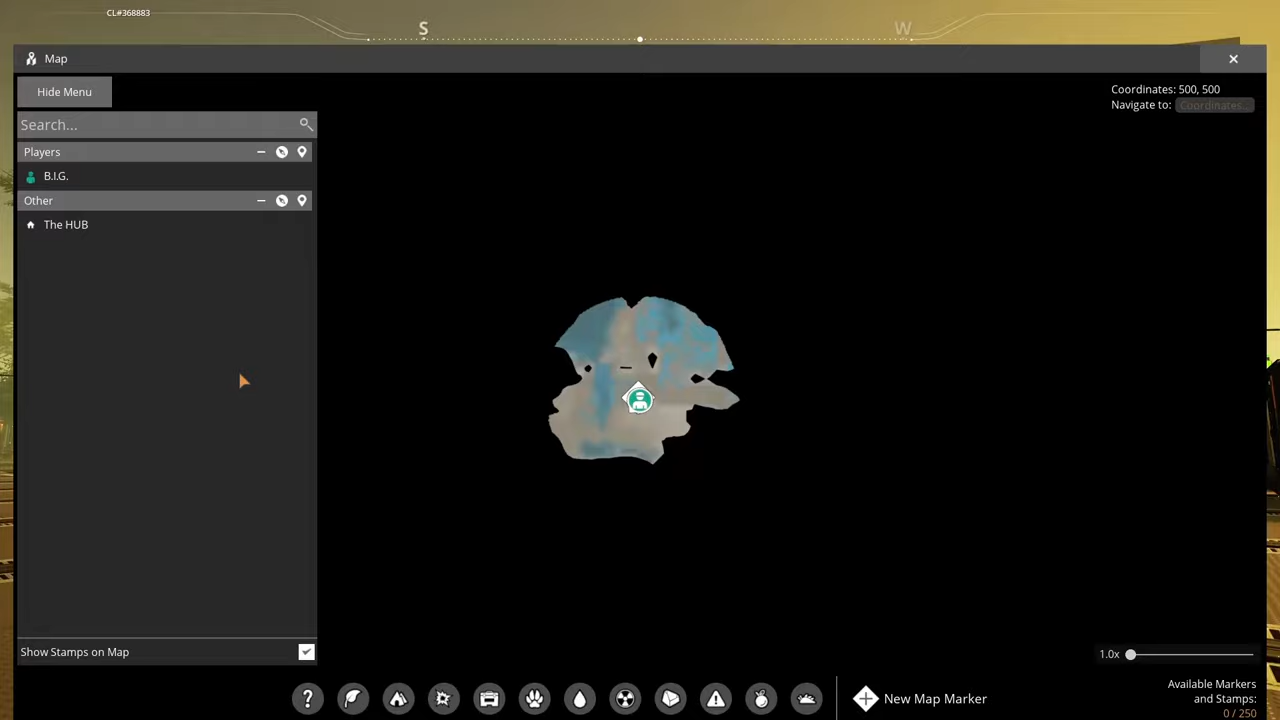 CL#368883
S
W
Map
Hide Menu
Coordinates: 500, 500
Navigate to: Coordinates...
Search...
Players
B.I.G.
Other
The HUB
Show Stamps on Map
1.0x
New Map Marker
Available Markers
and Stamps:
0 / 250